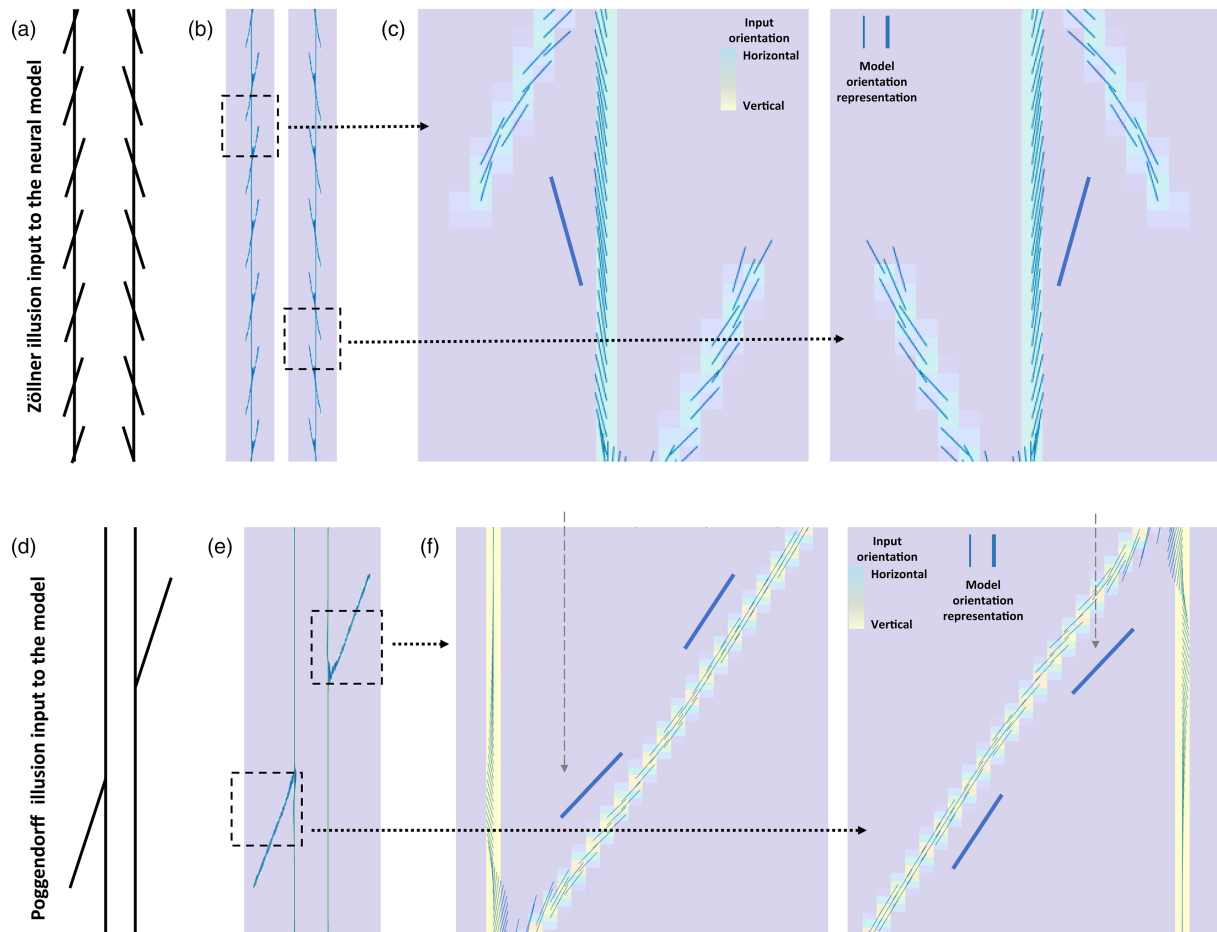 (a)
(b)
(c)
Zöllner illusion input to the neural model
Input
orientation
Horizontal
Vertical
Model
orientation
representation
(d)
(e)
(f)
Poggendorff illusion input to the model
Input
orientation
Horizontal
Vertical
Model
orientation
representation